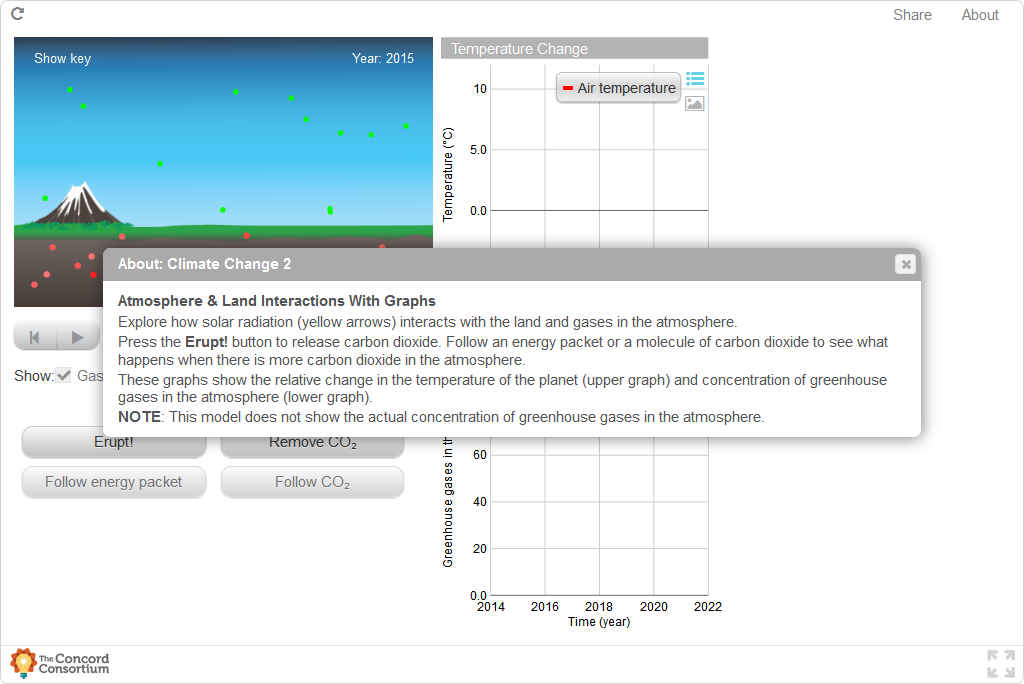 Share About
Show key Year: 2015
Temperature Change
Air temperature
10
5.0
0.0
Temperature (°C)
About: Climate Change 2
Atmosphere & Land Interactions With Graphs
Explore how solar radiation (yellow arrows) interacts with the land and gases in the atmosphere.
Press the Erupt! button to release carbon dioxide. Follow an energy packet or a molecule of carbon dioxide to see what
happens when there is more carbon dioxide in the atmosphere.
These graphs show the relative change in the temperature of the planet (upper graph) and concentration of greenhouse
gases in the atmosphere (lower graph).
NOTE: This model does not show the actual concentration of greenhouse gases in the atmosphere.
Show: Gas
Erupt! Remove CO₂
Follow energy packet Follow CO₂
Greenhouse gases in
60
40
20
0.0
2014 2016 2018 2020 2022
Time (year)
The Concord
Consortium